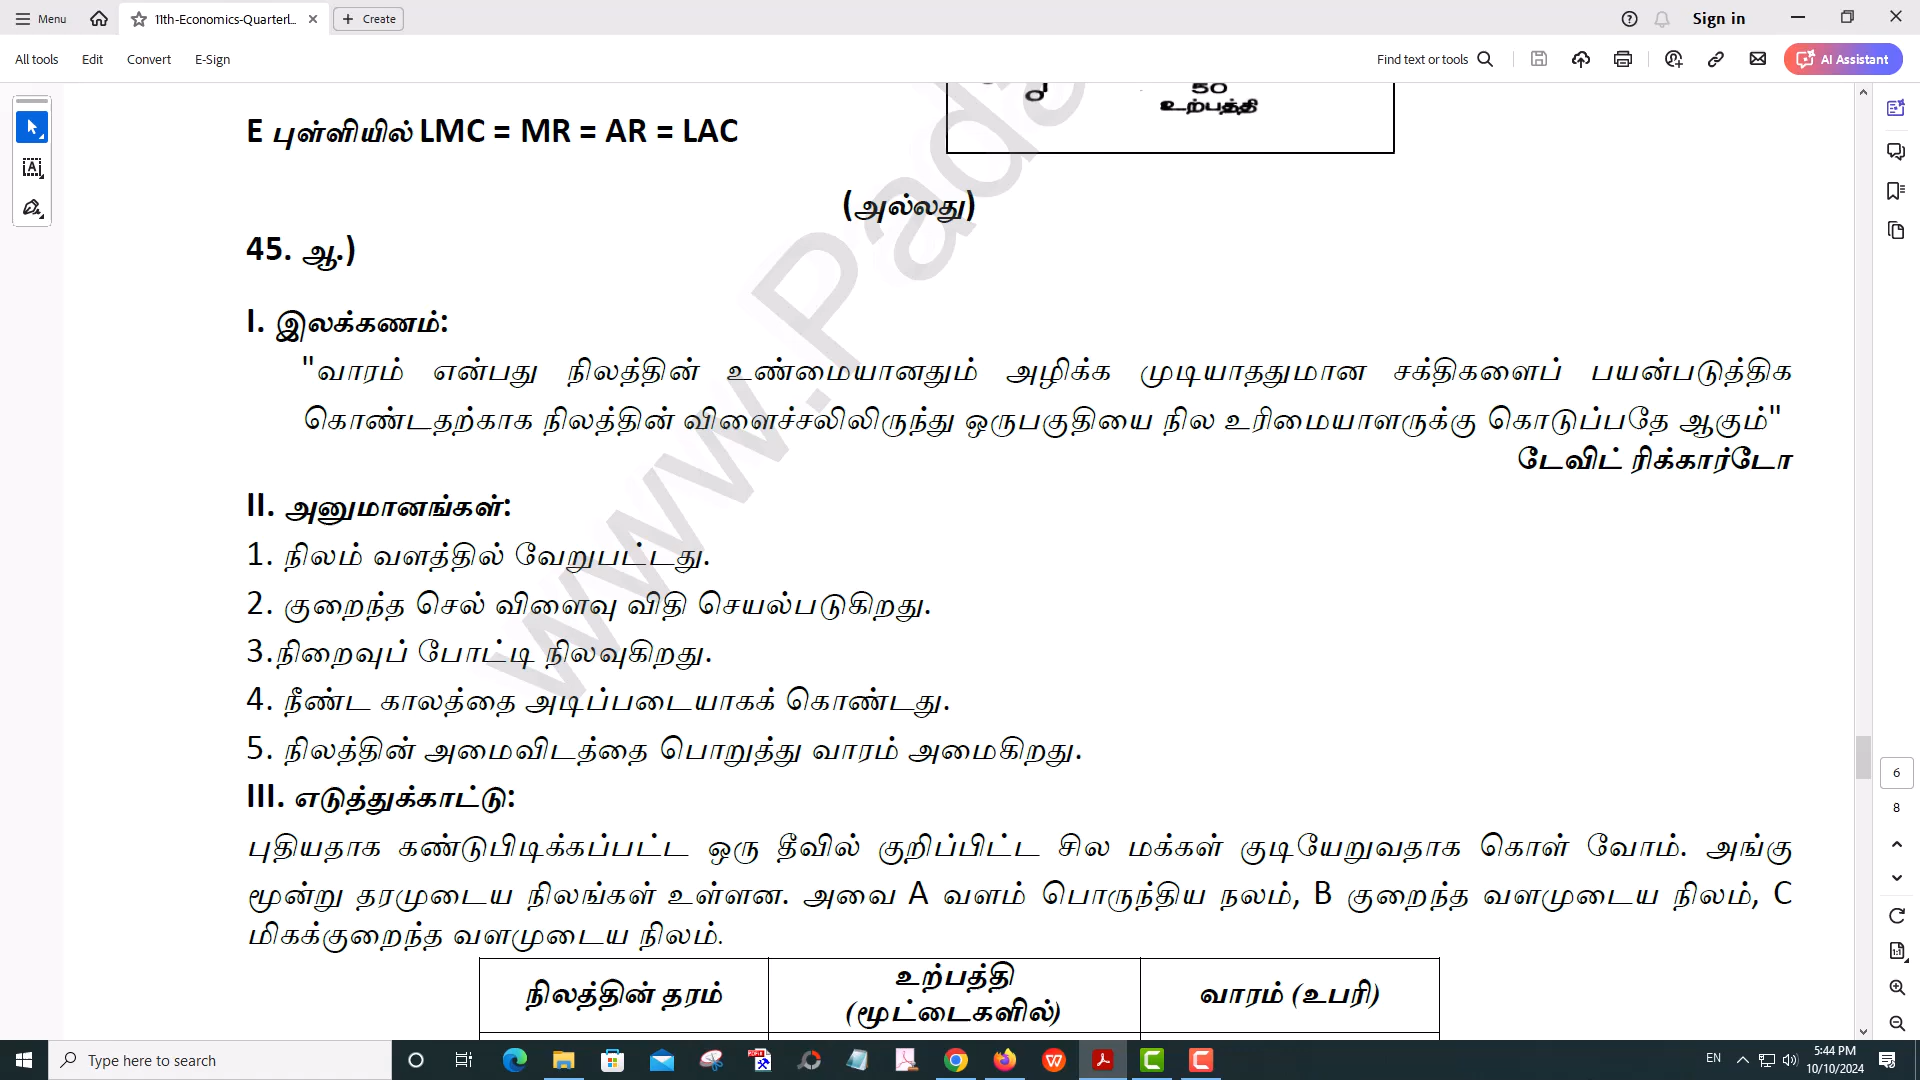 Menu
11th-Economics-Quarterl...
Create
Sign in
All tools Edit Convert E-Sign
Find text or tools
AI Assistant
50
உற்பத்தி
E புள்ளியில் LMC = MR = AR = LAC
(அல்லது)
45. ஆ.)
I. இலக்கணம்:
"வாரம் என்பது நிலத்தின் உண்மையானதும் அழிக்க முடியாததுமான சக்திகளைப் பயன்படுத்திக
கொண்டதற்காக நிலத்தின் விளைச்சலிலிருந்து ஒருபகுதியை நில உரிமையாளருக்கு கொடுப்பதே ஆகும்"
டேவிட் ரிக்கார்டோ
II. அனுமானங்கள்:
1. நிலம் வளத்தில் வேறுபட்டது.
2. குறைந்த செல் விளைவு விதி செயல்படுகிறது.
3.நிறைவுப் போட்டி நிலவுகிறது.
4. நீண்ட காலத்தை அடிப்படையாகக் கொண்டது.
5. நிலத்தின் அமைவிடத்தை பொறுத்து வாரம் அமைகிறது.
III. எடுத்துக்காட்டு:
புதியதாக கண்டுபிடிக்கப்பட்ட ஒரு தீவில் குறிப்பிட்ட சில மக்கள் குடியேறுவதாக கொள் வோம். அங்கு
மூன்று தரமுடைய நிலங்கள் உள்ளன. அவை A வளம் பொருந்திய நலம், B குறைந்த வளமுடைய நிலம், C
மிகக்குறைந்த வளமுடைய நிலம்.
நிலத்தின் தரம்
உற்பத்தி
(மூட்டைகளில்)
வாரம் (உபரி)
www.Pada
6
8
Type here to search
EN
5:44 PM
10/10/2024